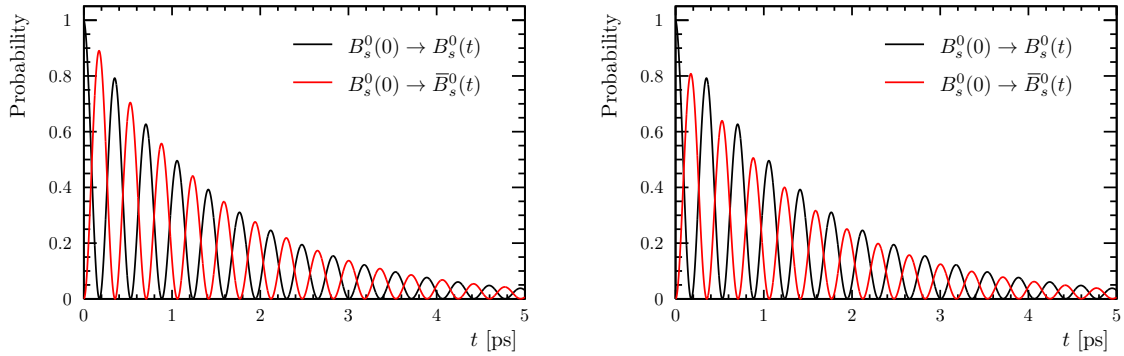 Probability
1
0.8
0.6
0.4
0.2
0
0 1 2 3 4 5
t [ps]
B_s^0(0) → B_s^0(t)
B_s^0(0) → B̅_s^0(t)
Probability
1
0.8
0.6
0.4
0.2
0
0 1 2 3 4 5
t [ps]
B_s^0(0) → B_s^0(t)
B_s^0(0) → B̅_s^0(t)